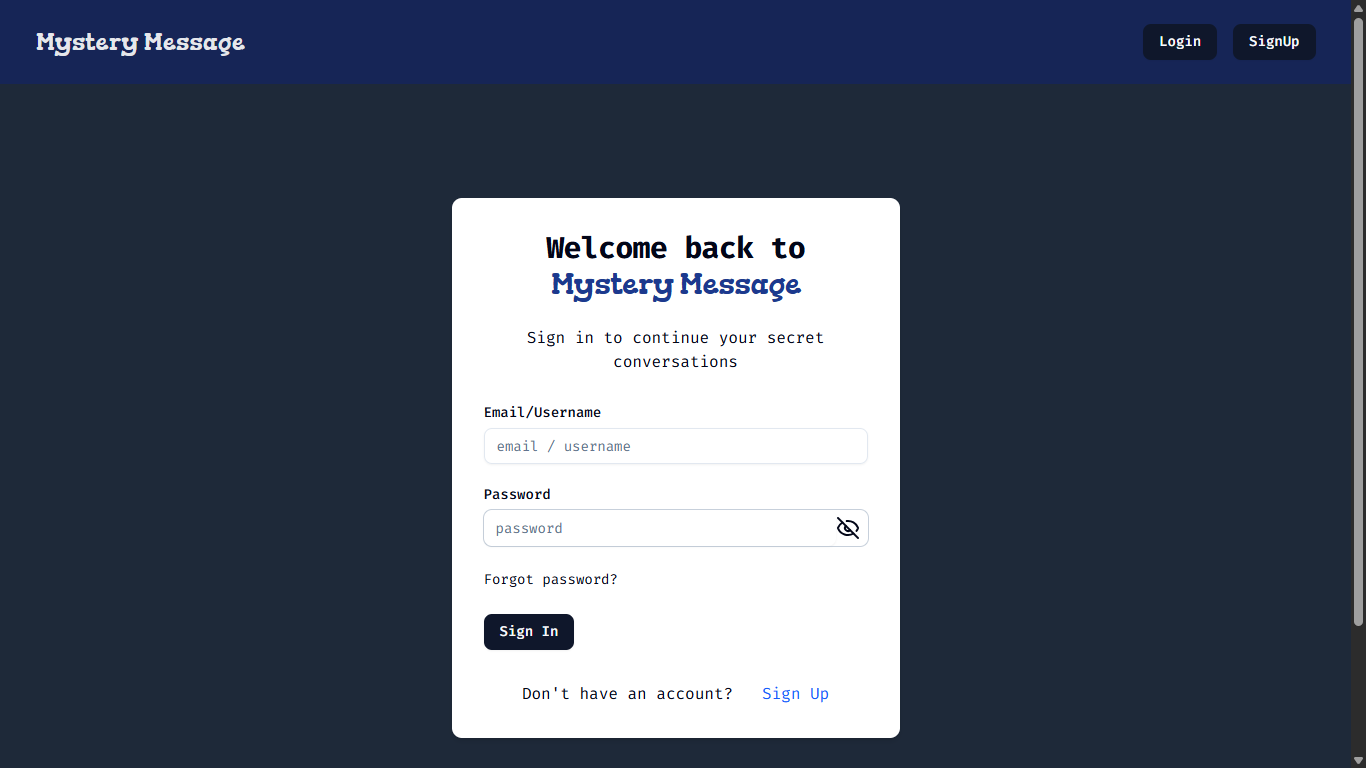 Mystery Message
Login
SignUp
Welcome back to
Mystery Message
Sign in to continue your secret
conversations
Email/Username
email / username
Password
password
Forgot password?
Sign In
Don't have an account? Sign Up